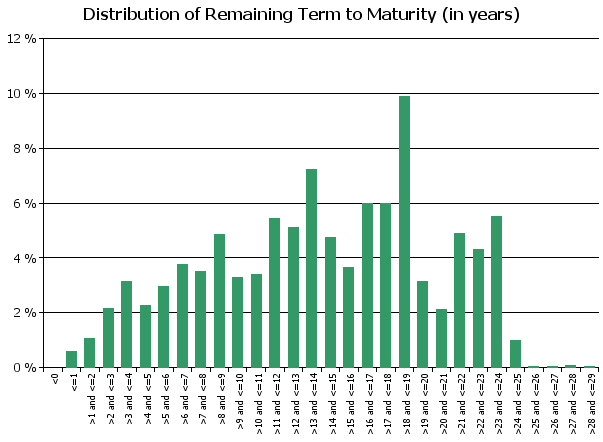 Distribution of Remaining Term to Maturity (in years)
12 %
10 %
8 %
6 %
4 %
2 %
0 %
<0
<=1
>1 and <=2
>2 and <=3
>3 and <=4
>4 and <=5
>5 and <=6
>6 and <=7
>7 and <=8
>8 and <=9
>9 and <=10
>10 and <=11
>11 and <=12
>12 and <=13
>13 and <=14
>14 and <=15
>15 and <=16
>16 and <=17
>17 and <=18
>18 and <=19
>19 and <=20
>20 and <=21
>21 and <=22
>22 and <=23
>23 and <=24
>24 and <=25
>25 and <=26
>26 and <=27
>27 and <=28
>28 and <=29